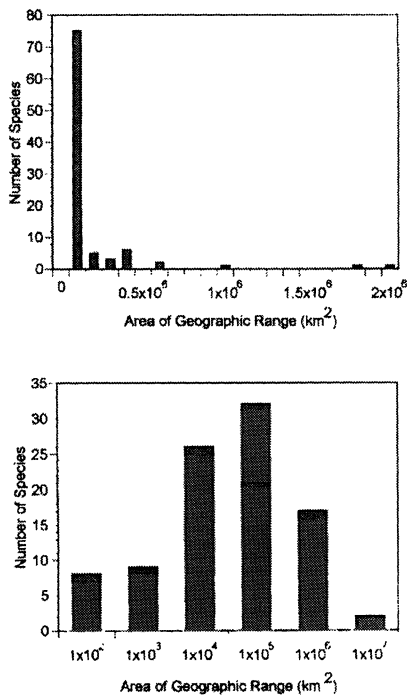 80
70
60
50
40
30
20
10
0
Number of Species
0 0.5x10⁶ 1x10⁶ 1.5x10⁶ 2x10⁶
Area of Geographic Range (km²)
35
30
25
20
15
10
5
0
Number of Species
1x10² 1x10³ 1x10⁴ 1x10⁵ 1x10⁶ 1x10⁷
Area of Geographic Range (km²)